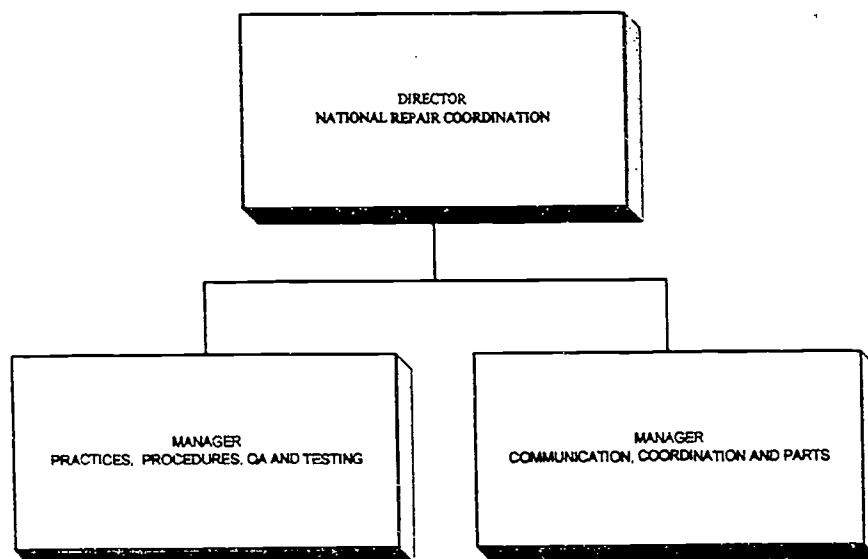 DIRECTOR
NATIONAL REPAIR COORDINATION
MANAGER
PRACTICES, PROCEDURES, QA AND TESTING
MANAGER
COMMUNICATION, COORDINATION AND PARTS